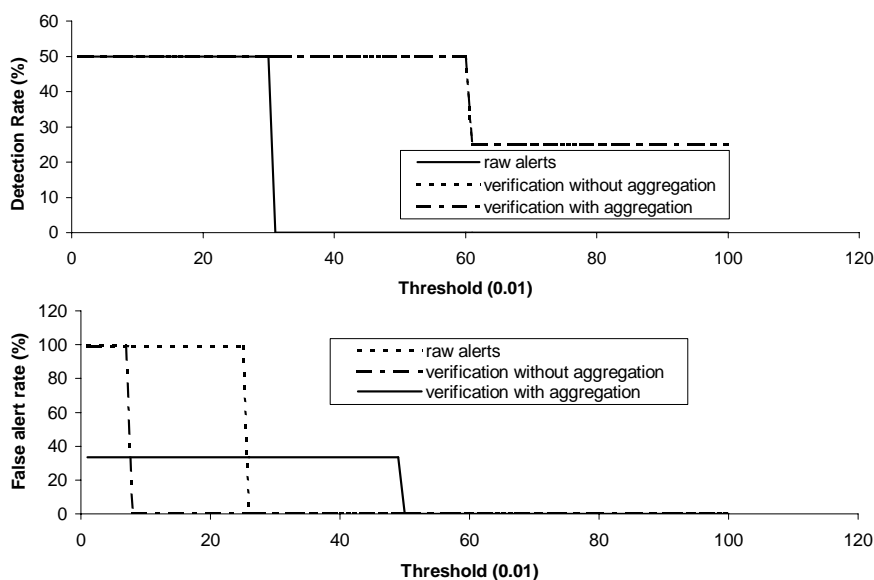 Detection Rate (%)
60
50
40
30
20
10
0
raw alerts
verification without aggregation
verification with aggregation
0 20 40 60 80 100 120
Threshold (0.01)
False alert rate (%)
120
100
80
60
40
20
0
raw alerts
verification without aggregation
verification with aggregation
0 20 40 60 80 100 120
Threshold (0.01)